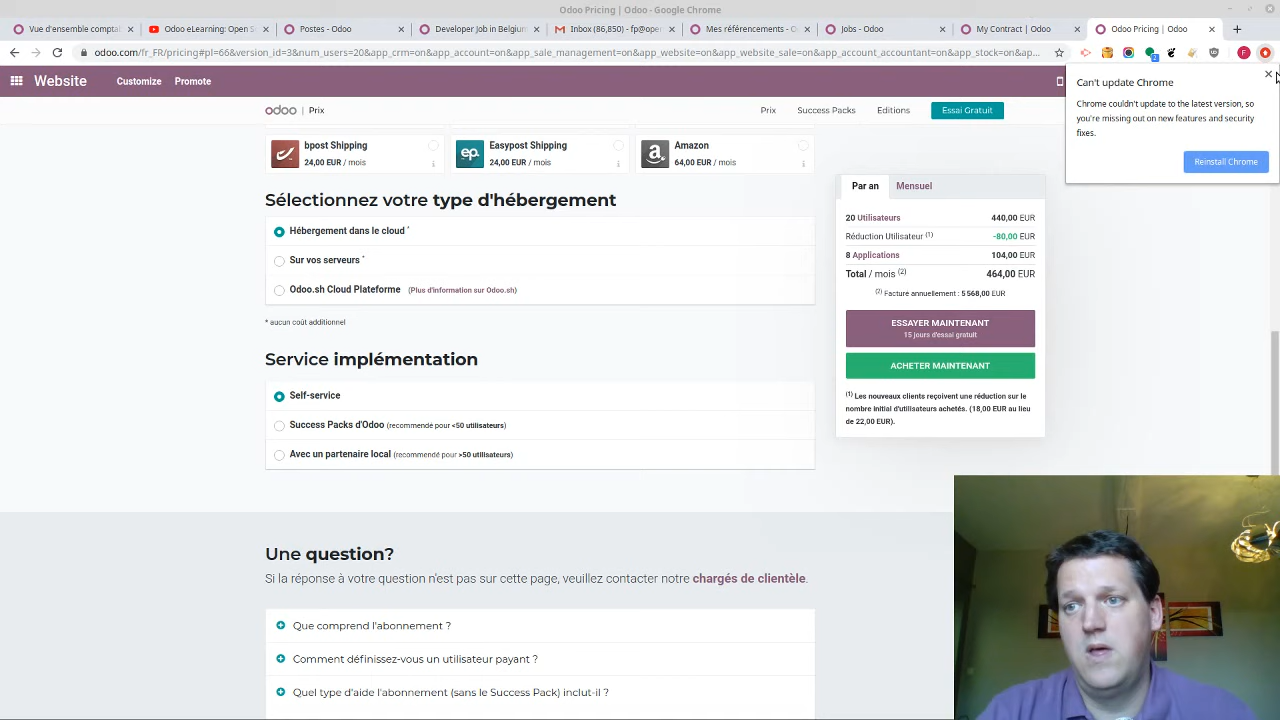 Odoo Pricing | Odoo - Google Chrome
Vue d'ensemble comptab
Odoo eLearning: Open S
Postes - Odoo
Developer Job in Belgium
Inbox (86,850) - fp@open
Mes références - O
Jobs - Odoo
My Contract | Odoo
Odoo Pricing | Odoo
odoo.com/fr_FR/pricing#pl=66&version_id=3&num_users=20&app_crm=on&app_account=on&app_sale_management=on&app_website=on&app_website_sale=on&app_account_accountant=on&app_stock=on&ap...
2
F
Website
Customize
Promote
Can't update Chrome
Chrome couldn't update to the latest version, so
you're missing out on new features and security
fixes.
Reinstall Chrome
odoo | Prix
Prix
Success Packs
Editions
Essai Gratuit
bpost Shipping
24,00 EUR / mois
ep.
Easypost Shipping
24,00 EUR / mois
a
Amazon
64,00 EUR / mois
Sélectionnez votre type d'hébergement
Hébergement dans le cloud *
Sur vos serveurs *
Odoo.sh Cloud Plateforme (Plus d'information sur Odoo.sh)
* aucun coût additionnel
Service implémentation
Self-service
Success Packs d'Odoo (recommendé pour <50 utilisateurs)
Avec un partenaire local (recommendé pour >50 utilisateurs)
Par an
Mensuel
20 Utilisateurs 440,00 EUR
Réduction Utilisateur (1) -80,00 EUR
8 Applications 104,00 EUR
Total / mois (2) 464,00 EUR
(2) Facturé annuellement : 5 568,00 EUR
ESSAYER MAINTENANT
15 jours d'essai gratuit
ACHETER MAINTENANT
(1) Les nouveaux clients reçoivent une réduction sur le
nombre initial d'utilisateurs achetés. (18,00 EUR au lieu
de 22,00 EUR).
Une question?
Si la réponse à votre question n'est pas sur cette page, veuillez contacter notre chargés de clientèle.
Que comprend l'abonnement ?
Comment définissez-vous un utilisateur payant ?
Quel type d'aide l'abonnement (sans le Success Pack) inclut-il ?